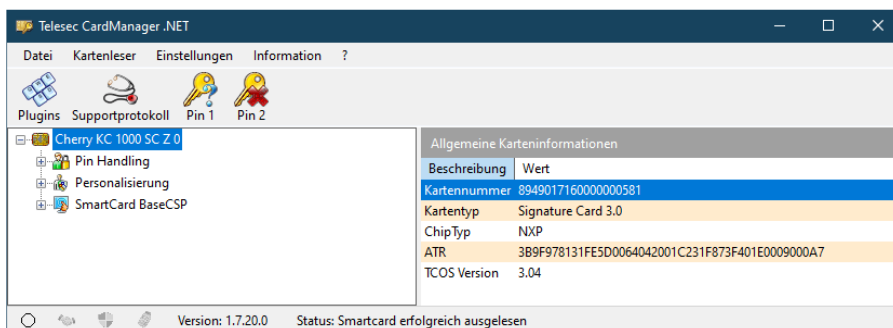 Telesec CardManager .NET
Datei Kartenleser Einstellungen Information ?
Plugins Supportprotokoll Pin 1 Pin 2
Cherry KC 1000 SC Z 0
Pin Handling
Personalisierung
SmartCard BaseCSP
Allgemeine Karteninformationen
Beschreibung Wert
Kartennummer 8949017160000000581
Kartentyp Signature Card 3.0
ChipTyp NXP
ATR 3B9F978131FE5D0064042001C231F873F401E0009000A7
TCOS Version 3.04
Version: 1.7.20.0 Status: Smartcard erfolgreich ausgelesen